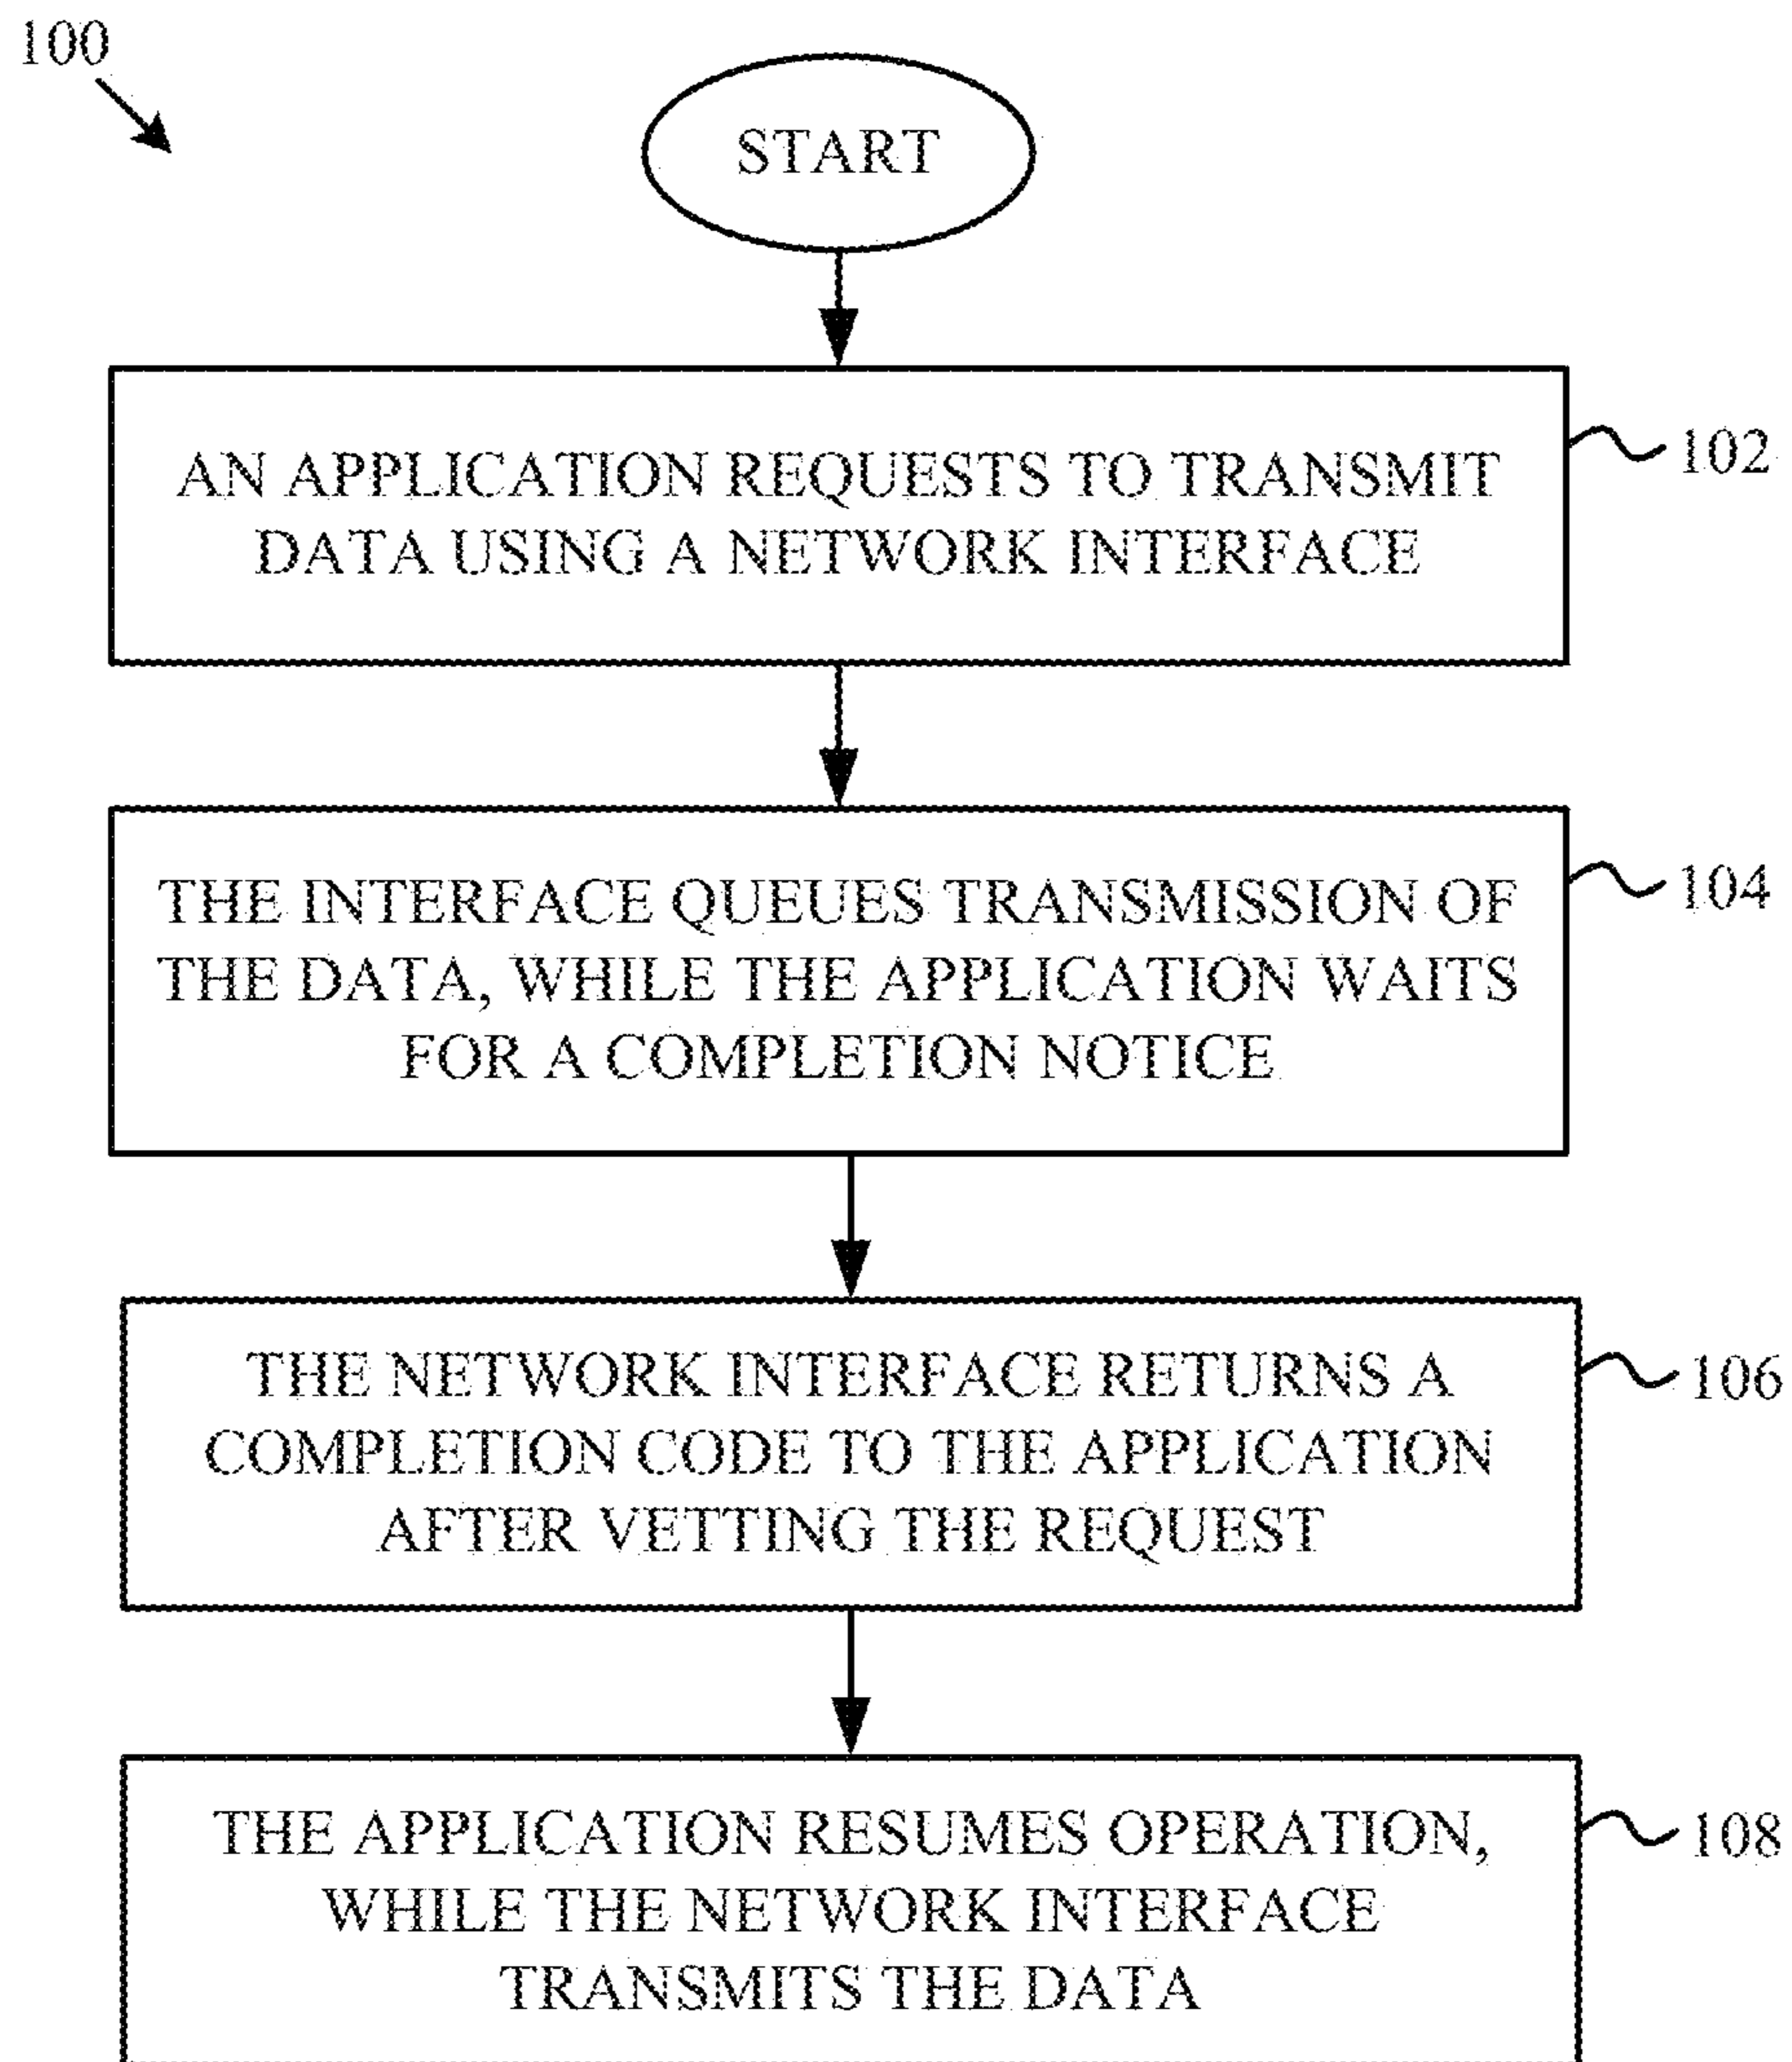 100
START
AN APPLICATION REQUESTS TO TRANSMIT
DATA USING A NETWORK INTERFACE
102
THE INTERFACE QUEUES TRANSMISSION OF
THE DATA, WHILE THE APPLICATION WAITS
FOR A COMPLETION NOTICE
104
THE NETWORK INTERFACE RETURNS A
COMPLETION CODE TO THE APPLICATION
AFTER VETTING THE REQUEST
106
THE APPLICATION RESUMES OPERATION,
WHILE THE NETWORK INTERFACE
TRANSMITS THE DATA
108